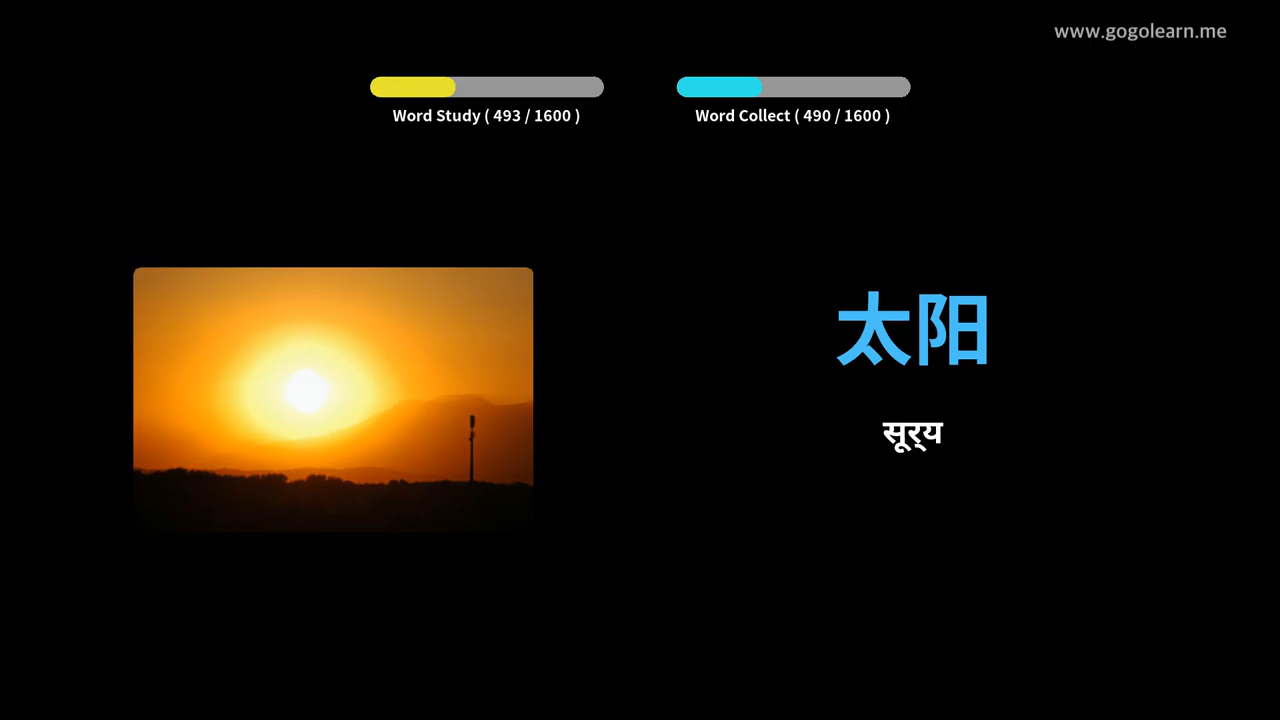 www.gogolearn.me
Word Study ( 493 / 1600 )
Word Collect ( 490 / 1600 )
太阳
सूर्य